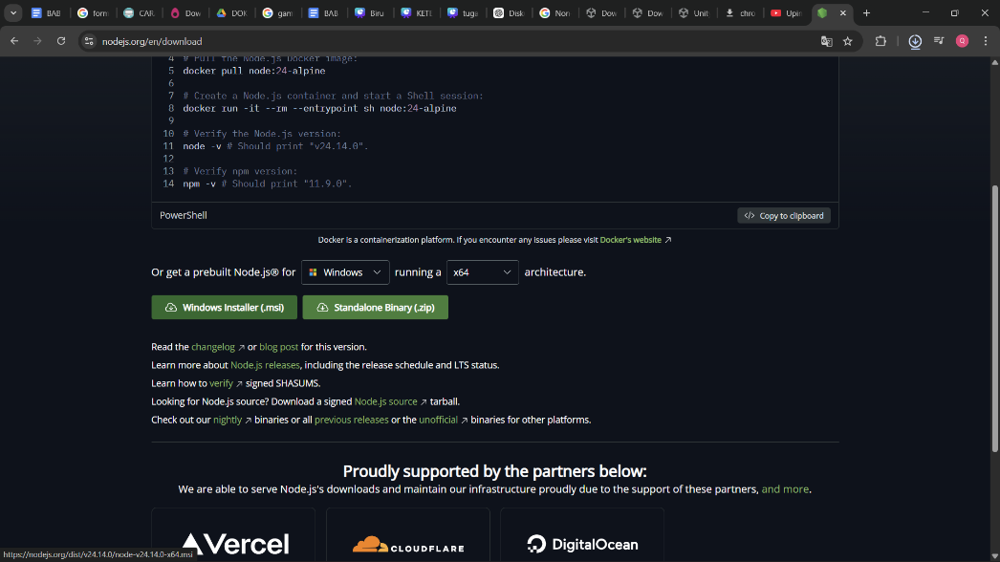 BAB
form
CAR
Dow
DOK
gam
BAB
Biru
KETE
tuga
Disk
Non
Dow
Dow
Unit
chro
Upin
nodejs.org/en/download
Q
4 # Pull the Node.js Docker image:
5 docker pull node:24-alpine
6
7 # Create a Node.js container and start a Shell session:
8 docker run -it --rm --entrypoint sh node:24-alpine
9
10 # Verify the Node.js version:
11 node -v # Should print "v24.14.0".
12
13 # Verify npm version:
14 npm -v # Should print "11.9.0".
PowerShell
Copy to clipboard
Docker is a containerization platform. If you encounter any issues please visit Docker's website ↗
Or get a prebuilt Node.js® for Windows running a x64 architecture.
Windows Installer (.msi)
Standalone Binary (.zip)
Read the changelog ↗ or blog post for this version.
Learn more about Node.js releases, including the release schedule and LTS status.
Learn how to verify ↗ signed SHASUMS.
Looking for Node.js source? Download a signed Node.js source ↗ tarball.
Check out our nightly ↗ binaries or all previous releases or the unofficial ↗ binaries for other platforms.
Proudly supported by the partners below:
We are able to serve Node.js's downloads and maintain our infrastructure proudly due to the support of these partners, and more.
Vercel
CLOUDFLARE
DigitalOcean
https://nodejs.org/dist/v24.14.0/node-v24.14.0-x64.msi